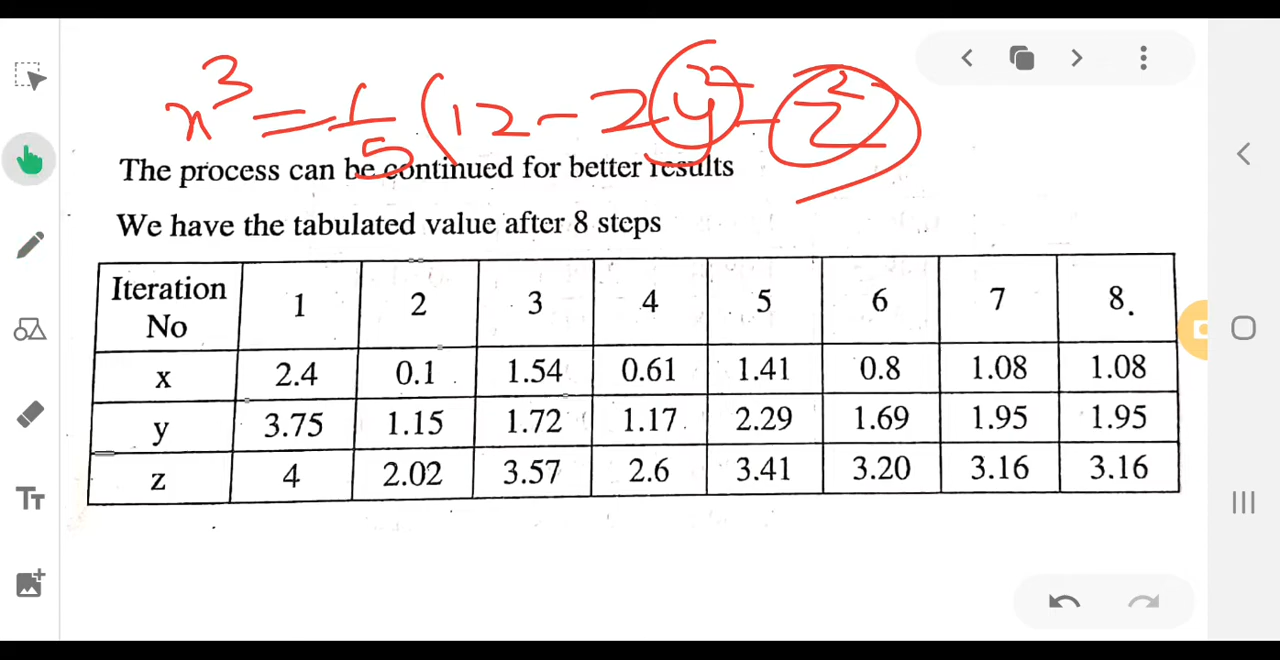 x³ = 1/5 (12 - 2y² - z²)
The process can be continued for better results
We have the tabulated value after 8 steps
Iteration No 1 2 3 4 5 6 7 8.
x 2.4 0.1 1.54 0.61 1.41 0.8 1.08 1.08
y 3.75 1.15 1.72 1.17 2.29 1.69 1.95 1.95
z 4 2.02 3.57 2.6 3.41 3.20 3.16 3.16
Tт